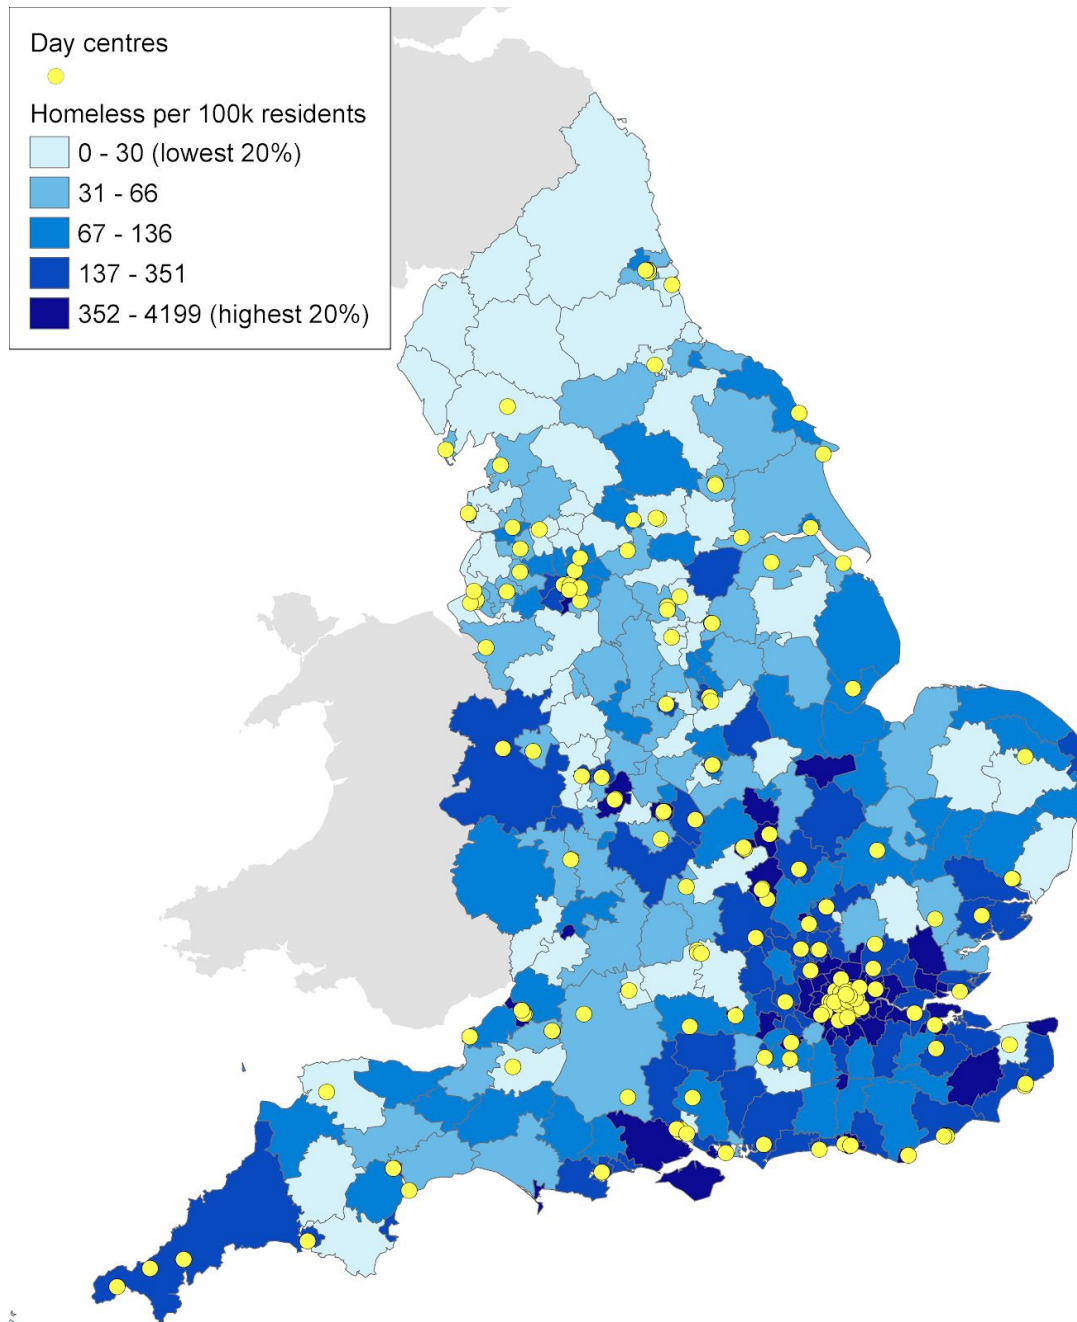 Day centres
Homeless per 100k residents
0 - 30 (lowest 20%)
31 - 66
67 - 136
137 - 351
352 - 4199 (highest 20%)